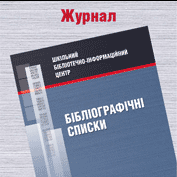 Журнал
ШКІЛЬНИЙ
БІБЛІОТЕЧНО-ІНФОРМАЦІЙНИЙ
ЦЕНТР
БІБЛІОГРАФІЧНІ
СПИСКИ